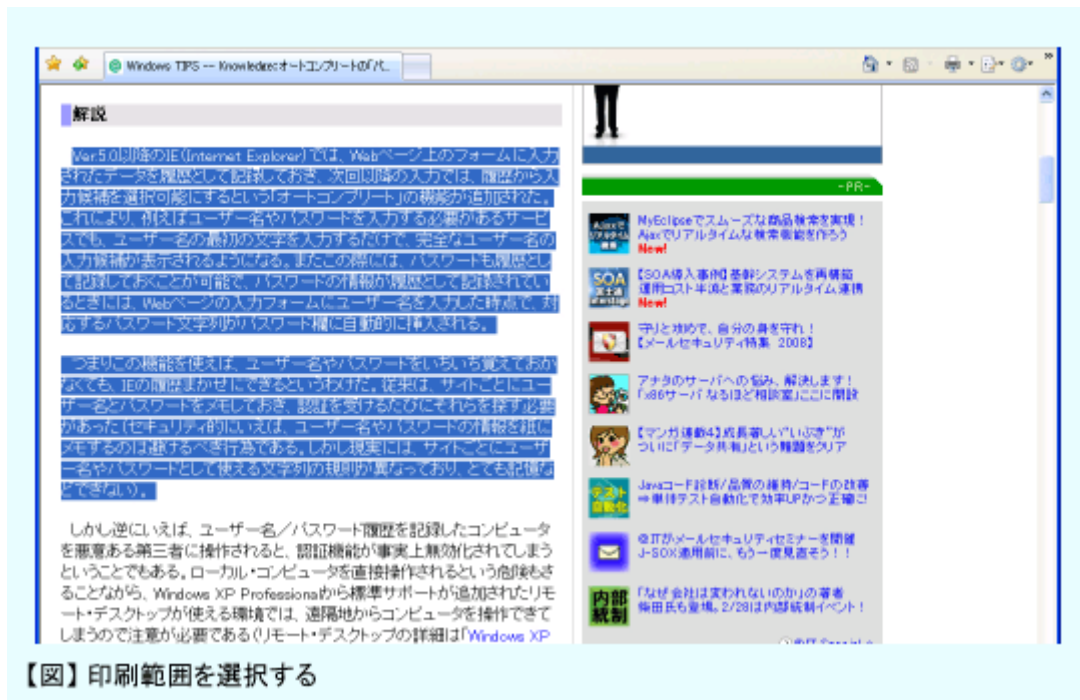 Windows TIPS -- Knowledge:オートコンプリートの「パ...
解説
Ver.5.0以降のIE(Internet Explorer)では、Webページ上のフォームに入力
されたデータを履歴として記録しておき、次回以降の入力では、履歴から入
力候補を選択可能にするという「オートコンプリート」の機能が追加された。
これにより、例えばユーザー名やパスワードを入力する必要があるサービ
スでも、ユーザー名の最初の文字を入力するだけで、完全なユーザー名の
入力候補が表示されるようになる。またこの際には、パスワードも履歴とし
て記録しておくことが可能で、パスワードの情報が履歴として記録されてい
るときには、Webページの入力フォームにユーザー名を入力した時点で、対
応するパスワード文字列がパスワード欄に自動的に挿入される。
つまりこの機能を使えば、ユーザー名やパスワードをいちいち覚えておか
なくても、IEの履歴まかせにできるというわけだ。従来は、サイトごとにユー
ザー名とパスワードをメモしておき、認証を受けるたびにそれらを探す必要
があった(セキュリティ的にいえば、ユーザー名やパスワードの情報を紙に
メモするのは避けるべき行為である。しかし現実には、サイトごとにユーザ
ー名やパスワードとして使える文字列の規則が異なっており、とても記憶な
どできない)。
しかし逆にいえば、ユーザー名/パスワード履歴を記録したコンピュータ
を悪意ある第三者に操作されると、認証機能が事実上無効化されてしまう
ということでもある。ローカル・コンピュータを直接操作されるという危険もさ
ることながら、Windows XP Professionalから標準サポートが追加されたリモ
ート・デスクトップが使える環境では、遠隔地からコンピュータを操作できて
しまうので注意が必要である(リモート・デスクトップの詳細は「Windows XP
-PR-
MyEclipseでスムーズな商品検索を実現!
Ajaxでリアルタイムな検索機能を作ろう
New!
SOA
【SOA導入事例】基幹システムを再構築
運用コスト半減と業務のリアルタイム連携
New!
守りと攻めで、自分の身を守れ!
【メールセキュリティ特集 2008】
アナタのサーバへの悩み、解決します!
「x86サーバ なるほど相談室」ここに開設
【マンガ連動4】成長著しい"いぶき"が
ついに「データ共有」という難題をクリア
テスト
自動化
Javaコード診断/品質の維持/コードの改善
⇒単体テスト自動化で効率UPかつ正確に!
@ITがメールセキュリティセミナーを開催
J-SOX適用前に、もう一度見直そう!!
内部
統制
「なぜ会社は変われないのか」の著者
柴田氏も登場。2/28は内部統制イベント!
【図】印刷範囲を選択する